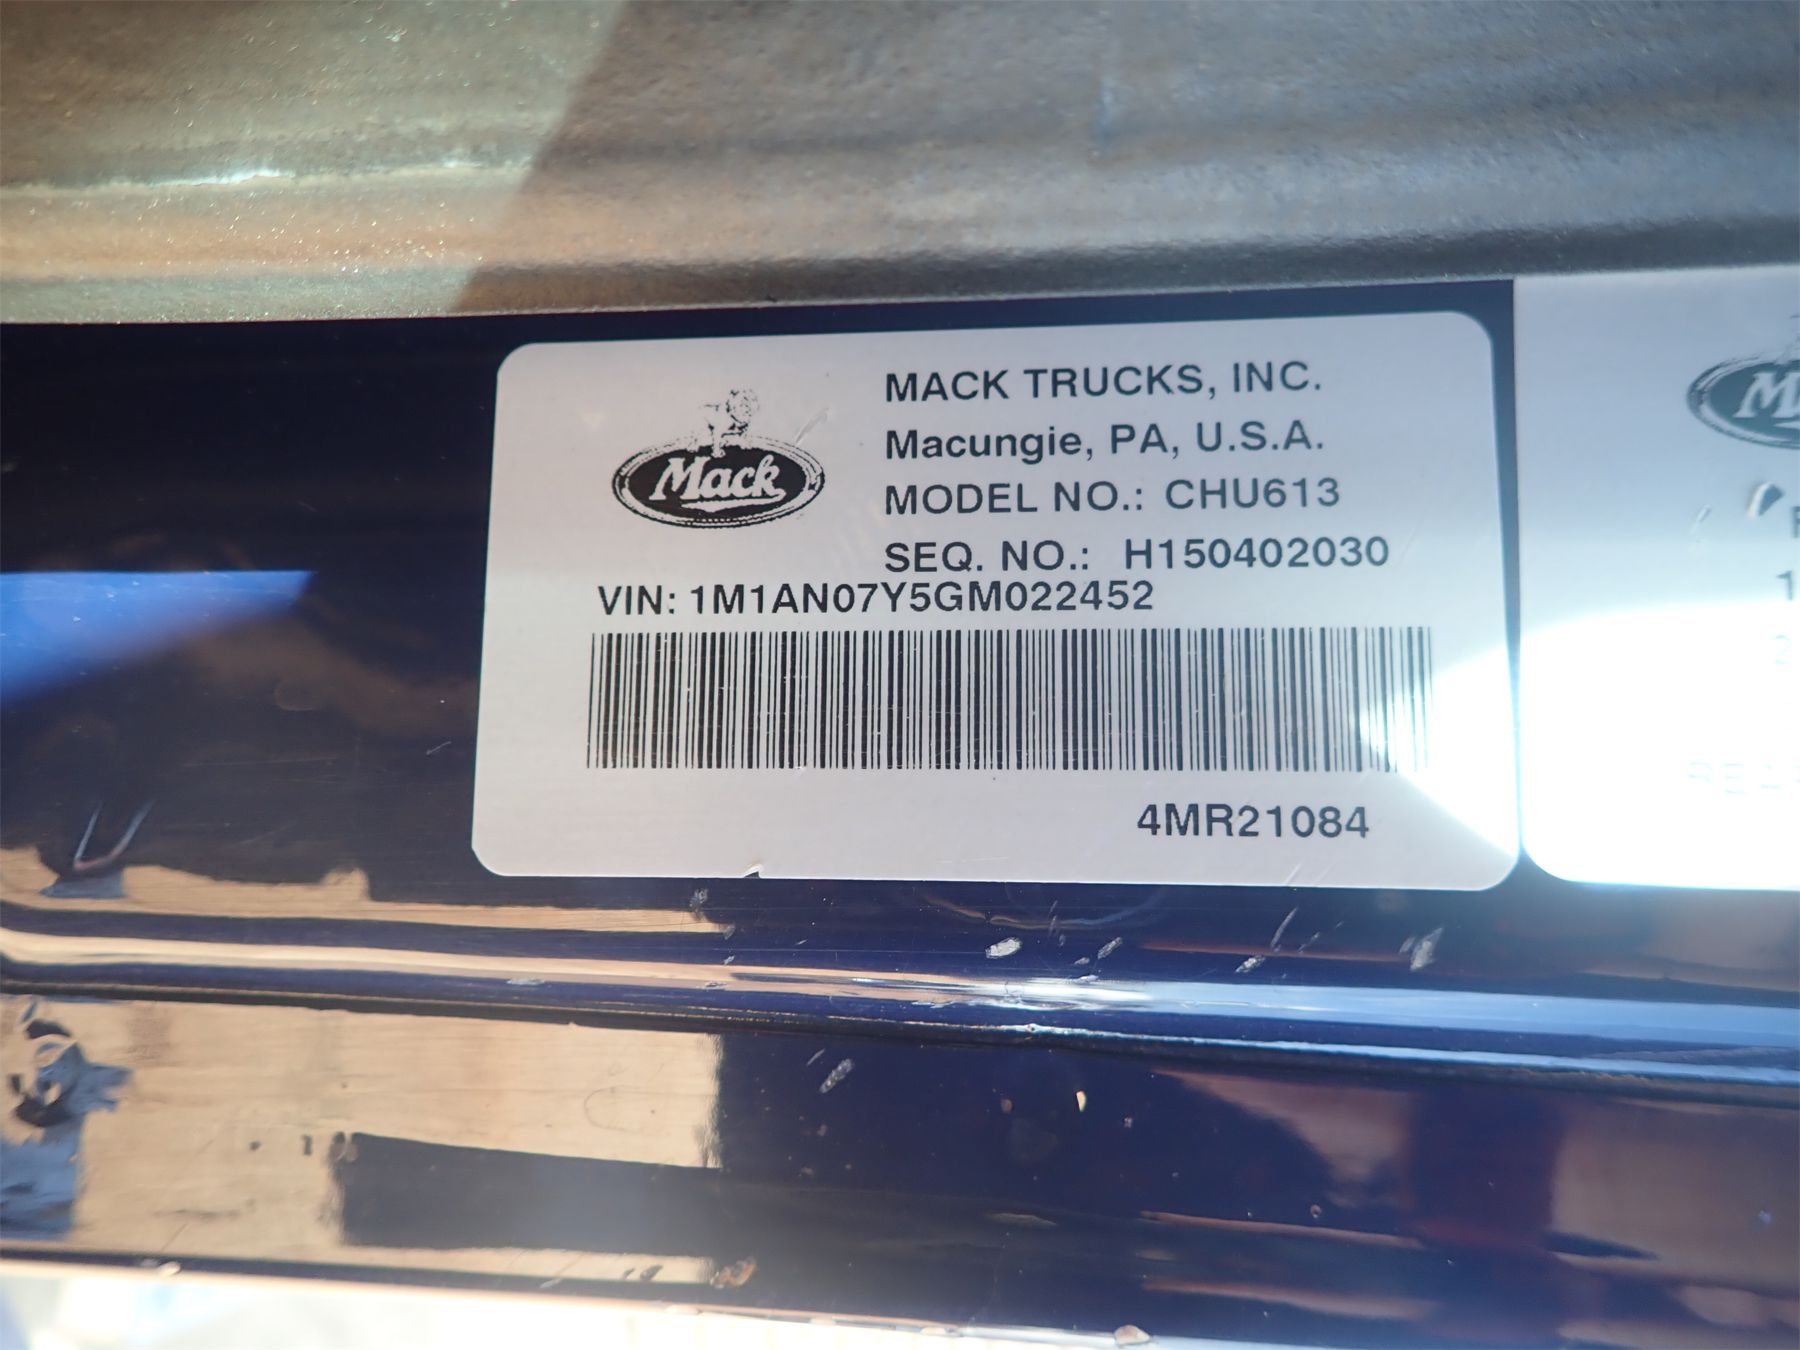 Mack
MACK TRUCKS, INC.
Macungie, PA, U.S.A.
MODEL NO.: CHU613
SEQ. NO.: H150402030
VIN: 1M1AN07Y5GM022452
4MR21084